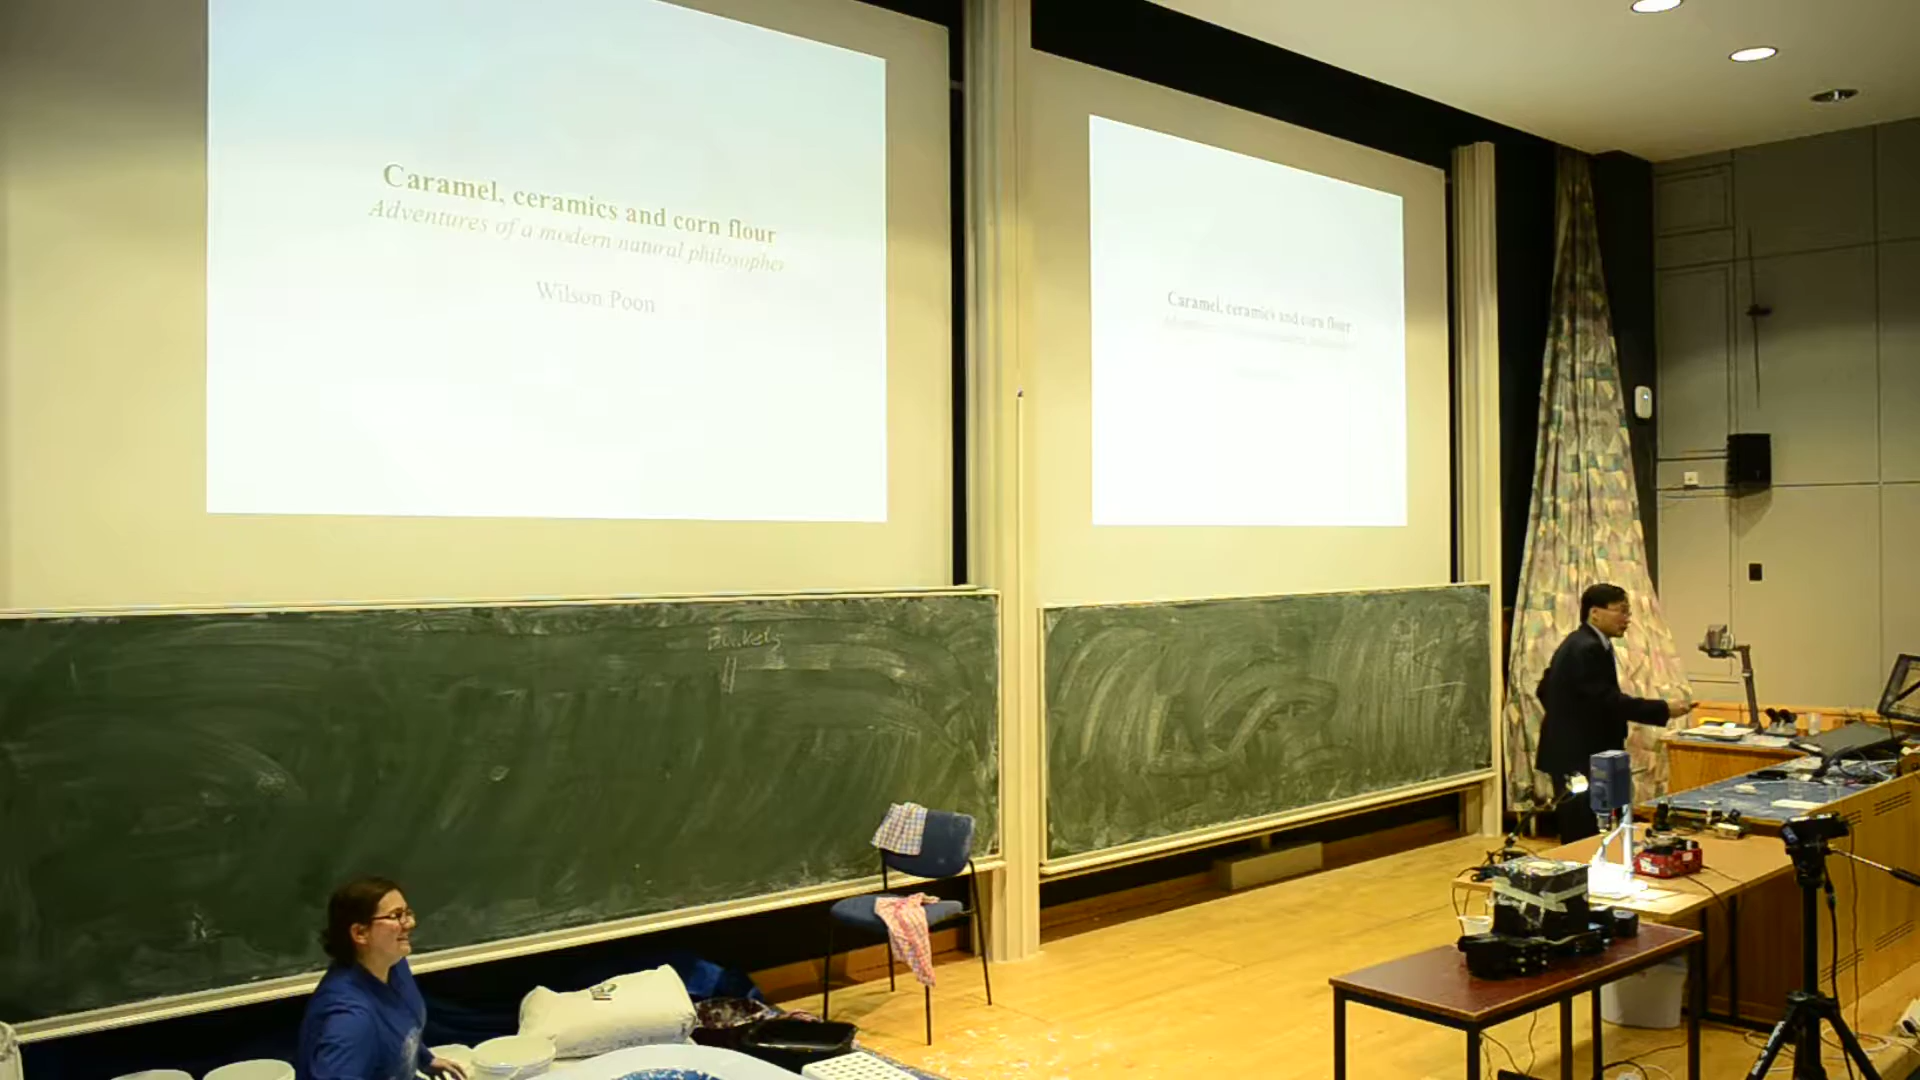 Caramel, ceramics and corn flour
Adventures of a modern natural philosopher
Wilson Poon
Caramel, ceramics and corn flour